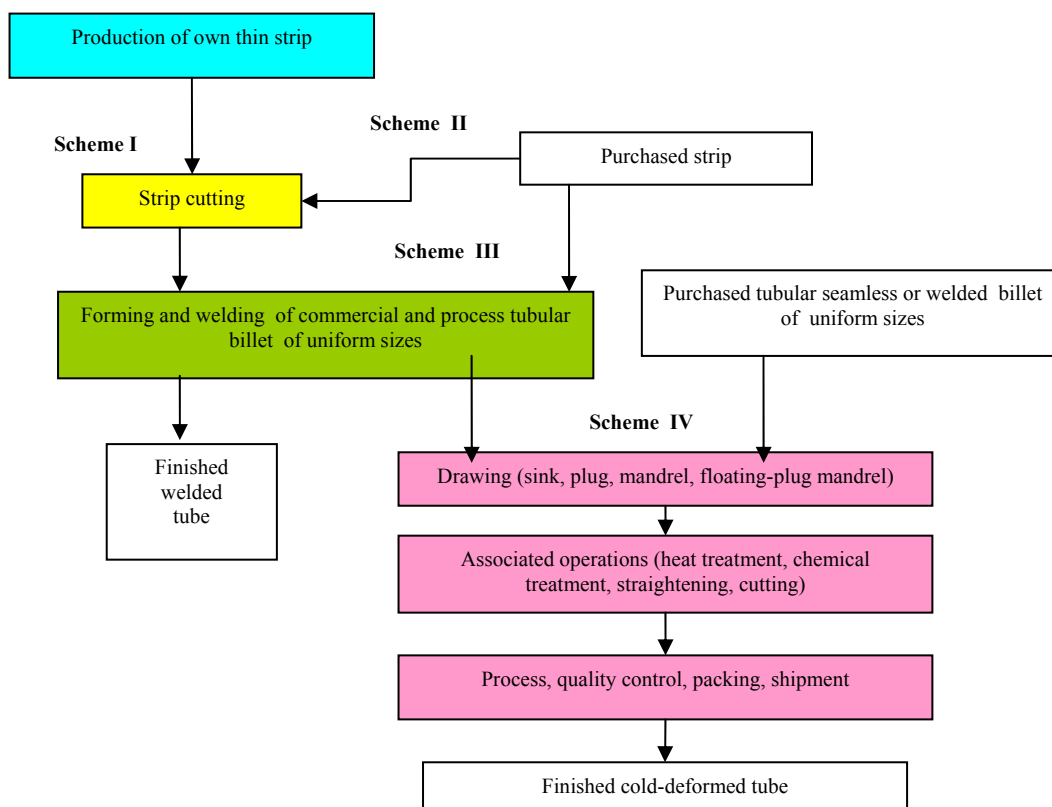 Production of own thin strip
Scheme II
Scheme I
Purchased strip
Strip cutting
Scheme III
Purchased tubular seamless or welded billet
of uniform sizes
Forming and welding of commercial and process tubular
billet of uniform sizes
Scheme IV
Finished
welded
tube
Drawing (sink, plug, mandrel, floating-plug mandrel)
Associated operations (heat treatment, chemical
treatment, straightening, cutting)
Process, quality control, packing, shipment
Finished cold-deformed tube